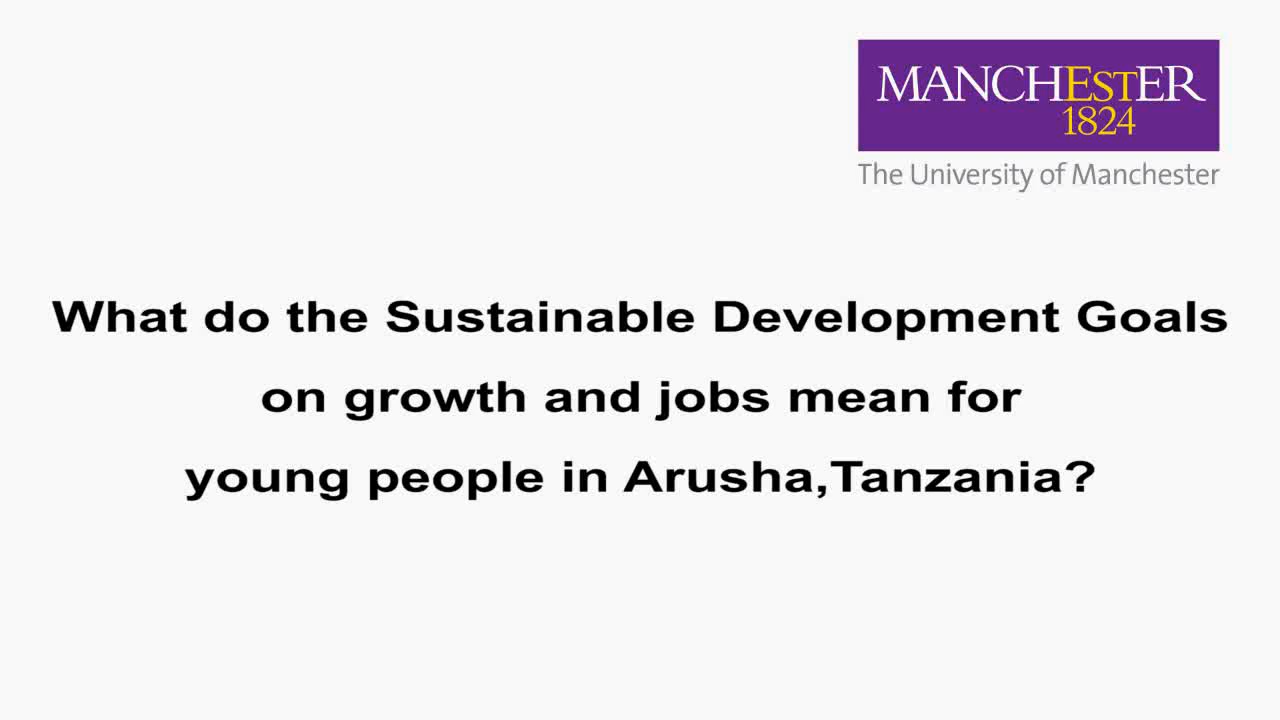 MANCHESTER
1824
The University of Manchester
What do the Sustainable Development Goals
on growth and jobs mean for
young people in Arusha,Tanzania?